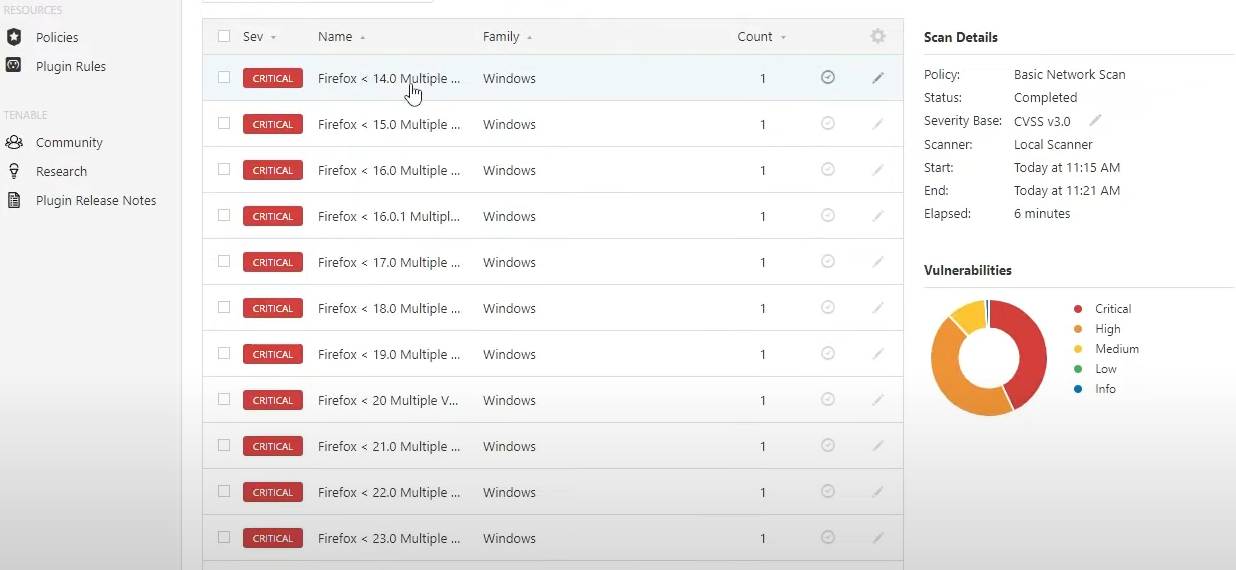 RESOURCES
Policies
Plugin Rules
TENABLE
Community
Research
Plugin Release Notes
Sev Name Family Count
CRITICAL Firefox < 14.0 Multiple ... Windows 1
CRITICAL Firefox < 15.0 Multiple ... Windows 1
CRITICAL Firefox < 16.0 Multiple ... Windows 1
CRITICAL Firefox < 16.0.1 Multipl... Windows 1
CRITICAL Firefox < 17.0 Multiple ... Windows 1
CRITICAL Firefox < 18.0 Multiple ... Windows 1
CRITICAL Firefox < 19.0 Multiple ... Windows 1
CRITICAL Firefox < 20 Multiple V... Windows 1
CRITICAL Firefox < 21.0 Multiple ... Windows 1
CRITICAL Firefox < 22.0 Multiple ... Windows 1
CRITICAL Firefox < 23.0 Multiple ... Windows 1
Scan Details
Policy: Basic Network Scan
Status: Completed
Severity Base: CVSS v3.0
Scanner: Local Scanner
Start: Today at 11:15 AM
End: Today at 11:21 AM
Elapsed: 6 minutes
Vulnerabilities
Critical
High
Medium
Low
Info